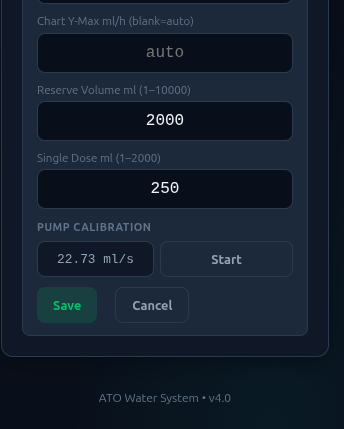 Chart Y-Max ml/h (blank=auto)
auto
Reserve Volume ml (1–10000)
2000
Single Dose ml (1–2000)
250
PUMP CALIBRATION
22.73 ml/s
Start
Save
Cancel
ATO Water System • v4.0